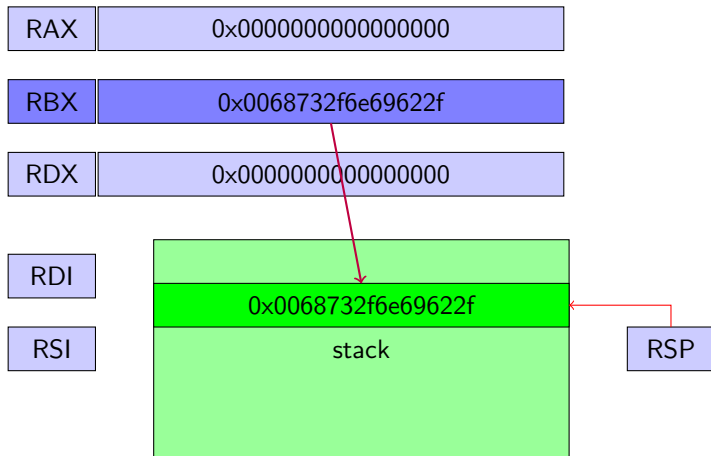 RAX 0x0000000000000000
RBX 0x0068732f6e69622f
RDX 0x0000000000000000
RDI
0x0068732f6e69622f
RSI stack RSP